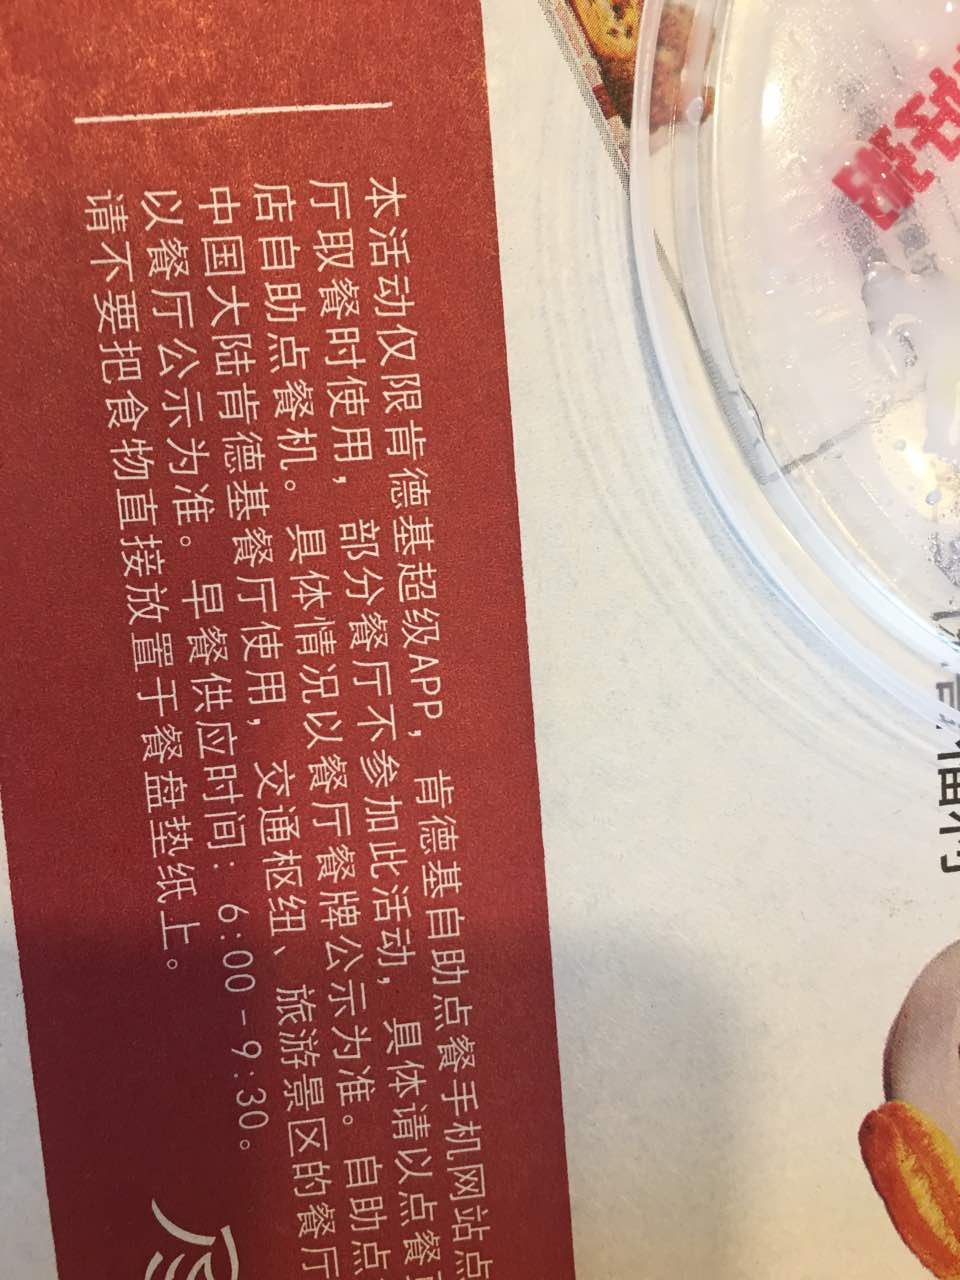 本活动仅限肯德基超级APP，肯德基自助点餐手机网站点
厅取餐时使用，部分餐厅不参加此活动，具体请以点餐
店自助点餐机。具体情况以餐厅餐牌公示为准。自助点
中国大陆肯德基餐厅使用，交通枢纽、旅游景区的餐厅
以餐厅公示为准。早餐供应时间：6:00-9:30。
请不要把食物直接放置于餐盘垫纸上。